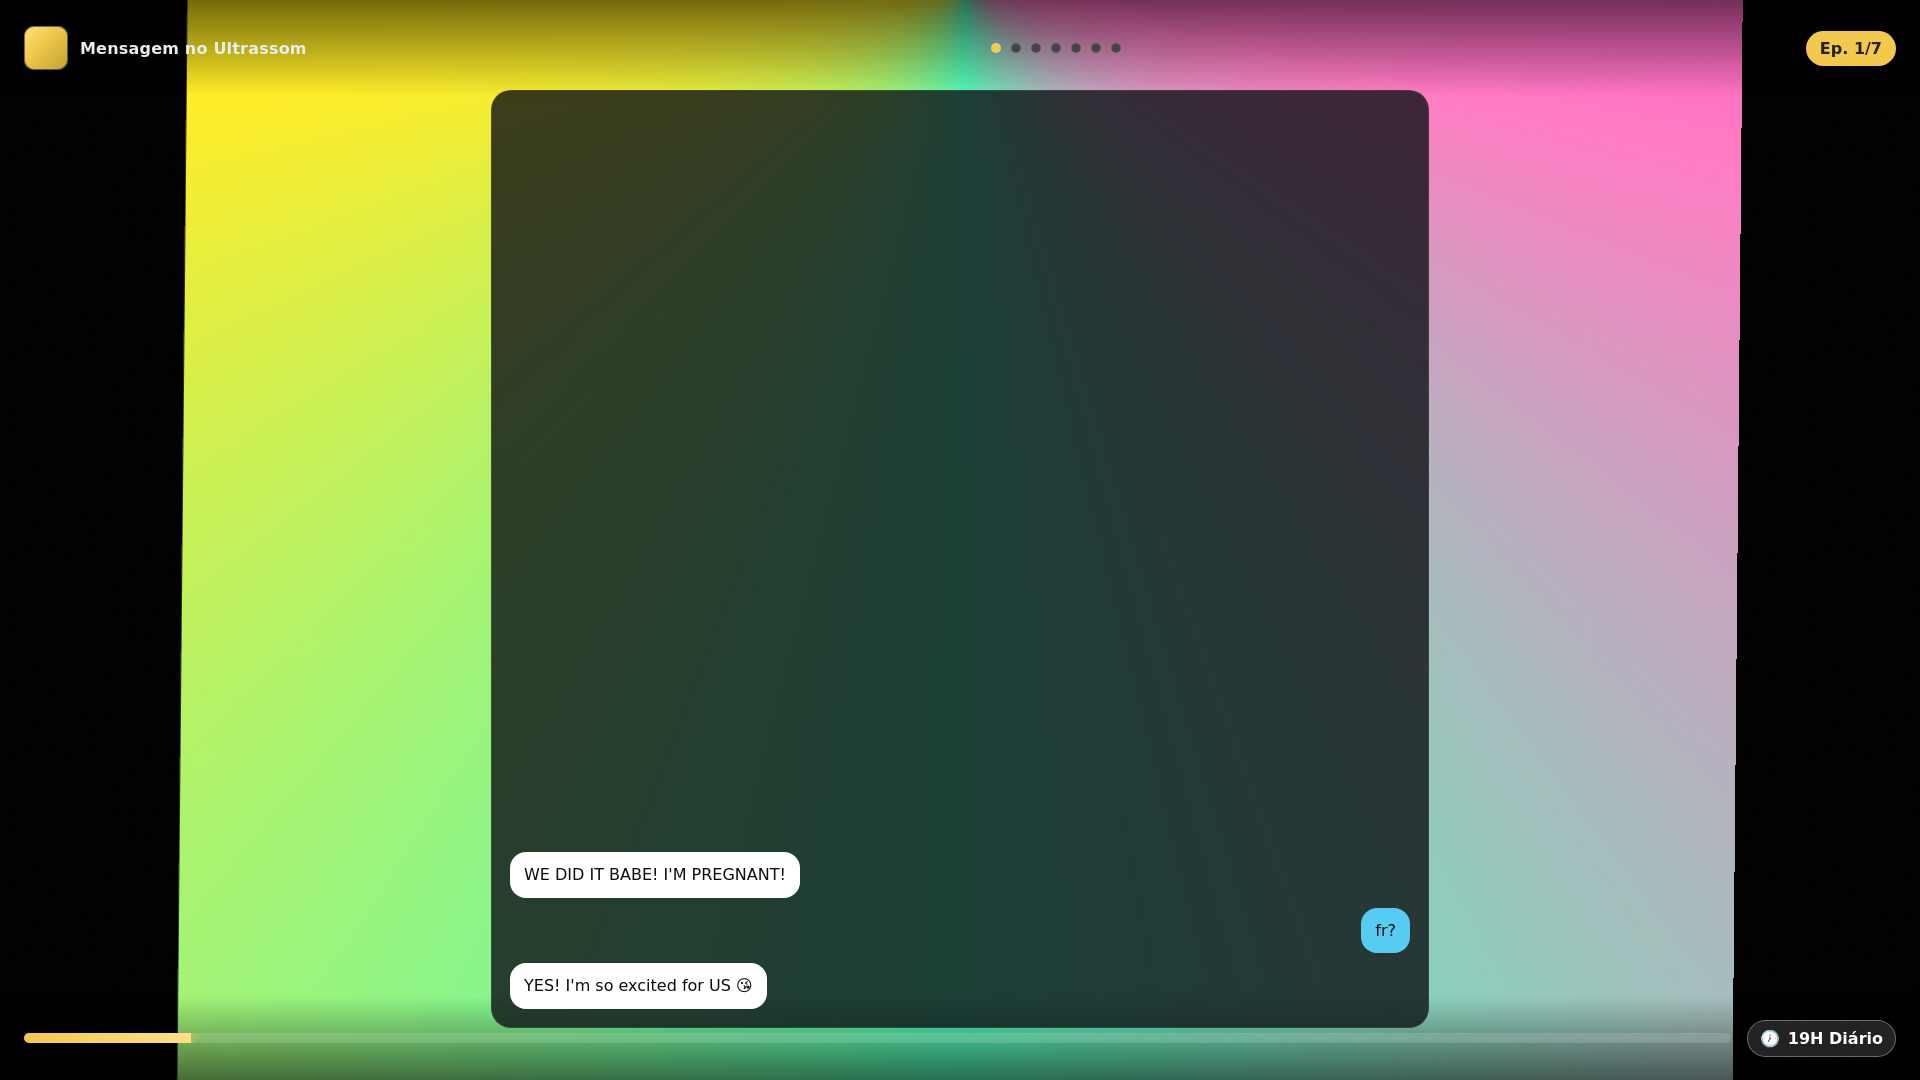 Mensagem no Ultrassom
Ep. 1/7
WE DID IT BABE! I'M PREGNANT!
fr?
YES! I'm so excited for US 😘
🕖 19H Diário